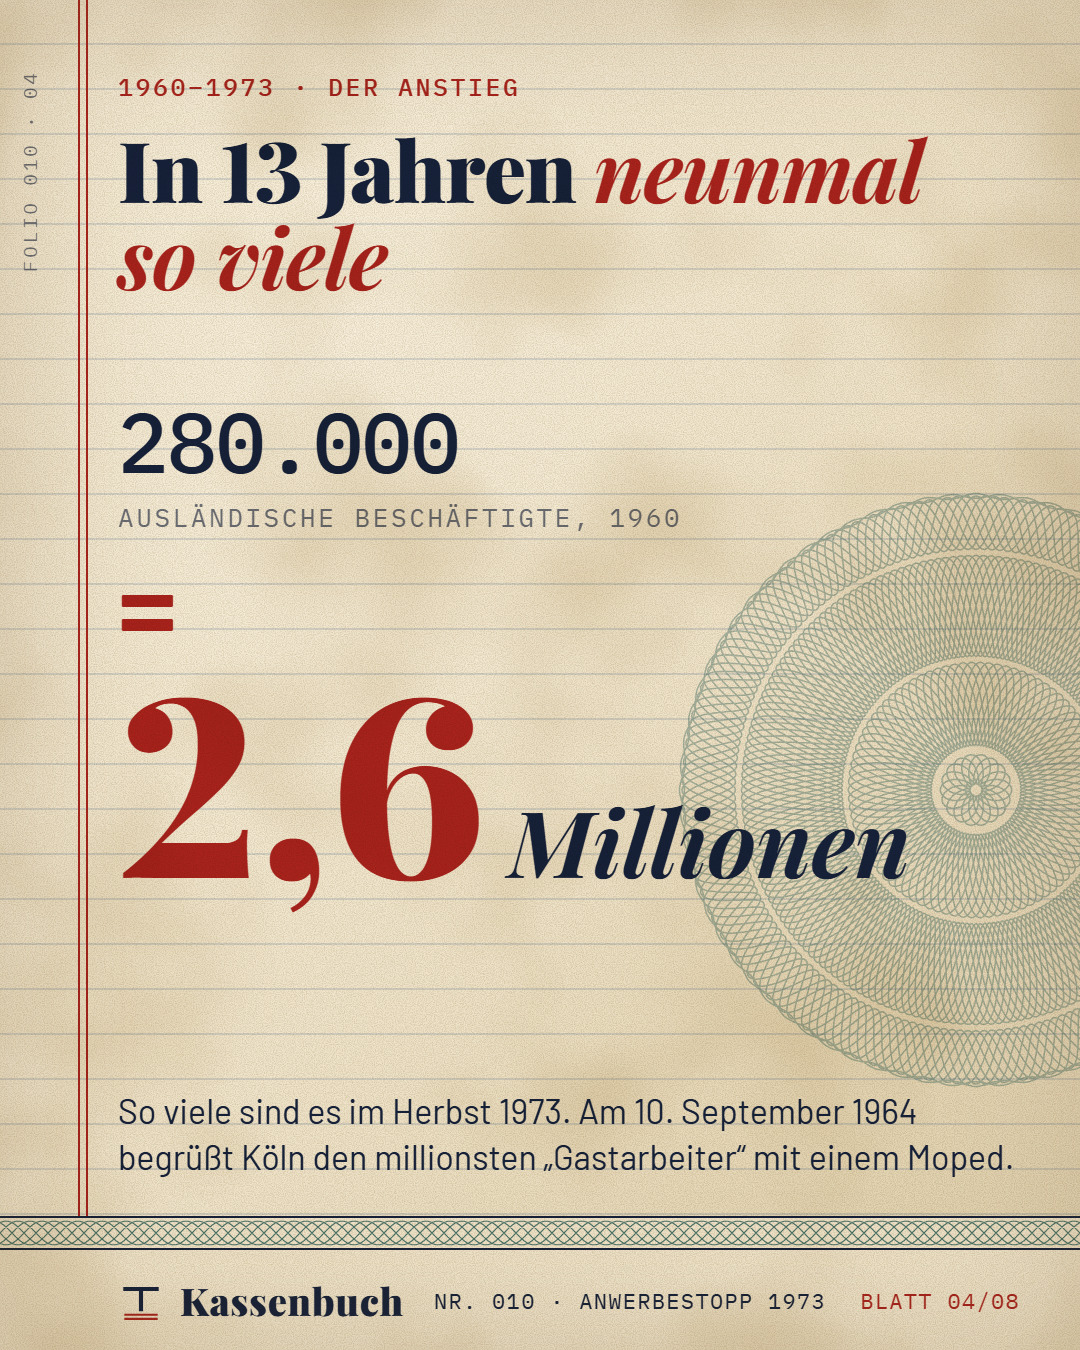 FOLIO 010 · 04
1960–1973 · DER ANSTIEG
In 13 Jahren neunmal
so viele
280.000
AUSLÄNDISCHE BESCHÄFTIGTE, 1960
=
2,6 Millionen
So viele sind es im Herbst 1973. Am 10. September 1964
begrüßt Köln den millionsten „Gastarbeiter“ mit einem Moped.
Kassenbuch NR. 010 · ANWERBESTOPP 1973 BLATT 04/08